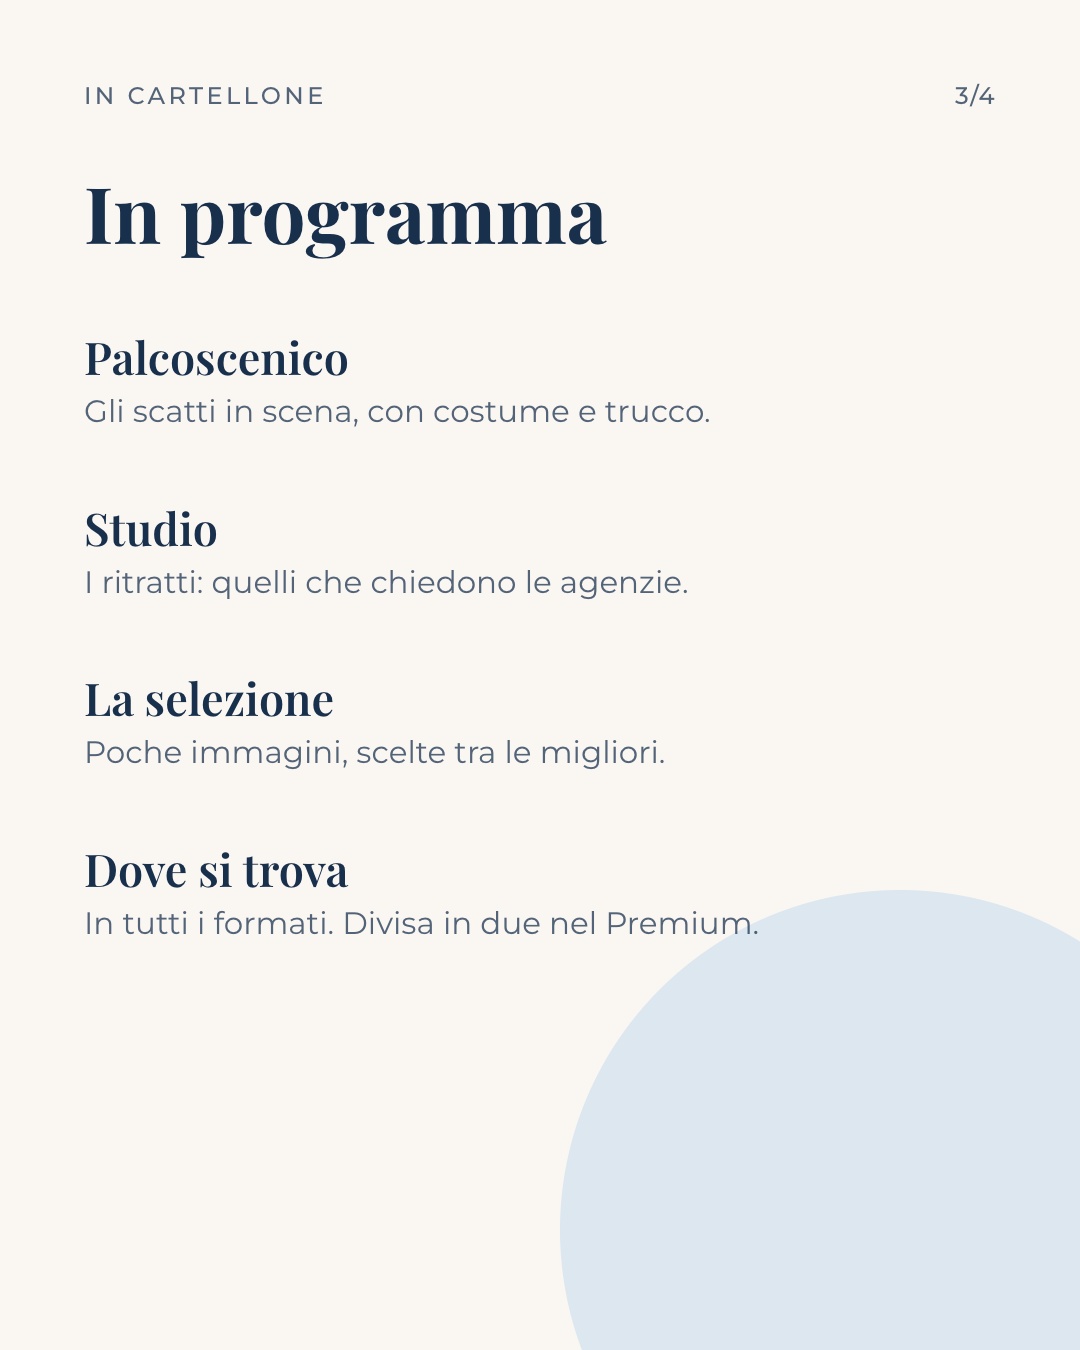 IN CARTELLONE
3/4
In programma
Palcoscenico
Gli scatti in scena, con costume e trucco.
Studio
I ritratti: quelli che chiedono le agenzie.
La selezione
Poche immagini, scelte tra le migliori.
Dove si trova
In tutti i formati. Divisa in due nel Premium.